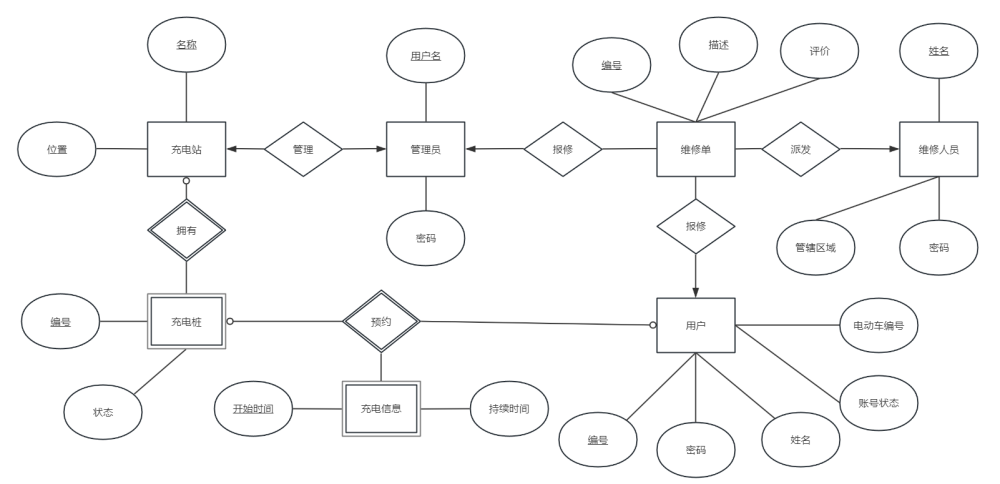 名称
用户名
编号
描述
评价
姓名
位置
充电站
管理
管理员
报修
维修单
派发
维修人员
拥有
密码
报修
管辖区域
密码
编号
充电桩
预约
用户
电动车编号
状态
开始时间
充电信息
持续时间
账号状态
编号
密码
姓名